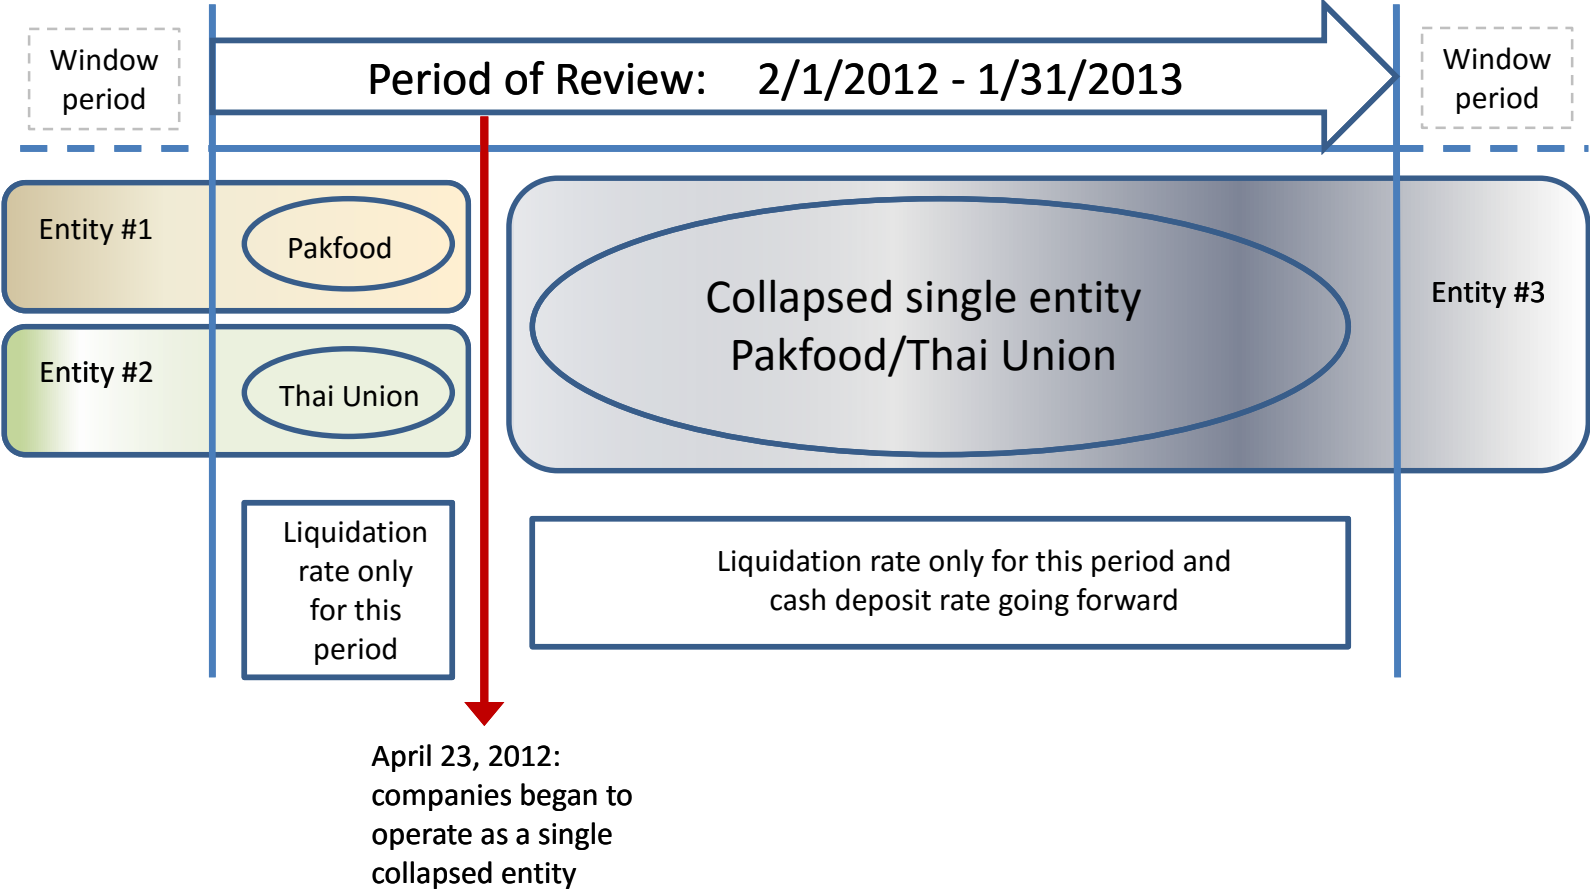 Window
period
Period of Review: 2/1/2012 - 1/31/2013
Window
period
Entity #1
Pakfood
Entity #2
Thai Union
Collapsed single entity
Pakfood/Thai Union
Entity #3
Liquidation
rate only
for this
period
Liquidation rate only for this period and
cash deposit rate going forward
April 23, 2012:
companies began to
operate as a single
collapsed entity